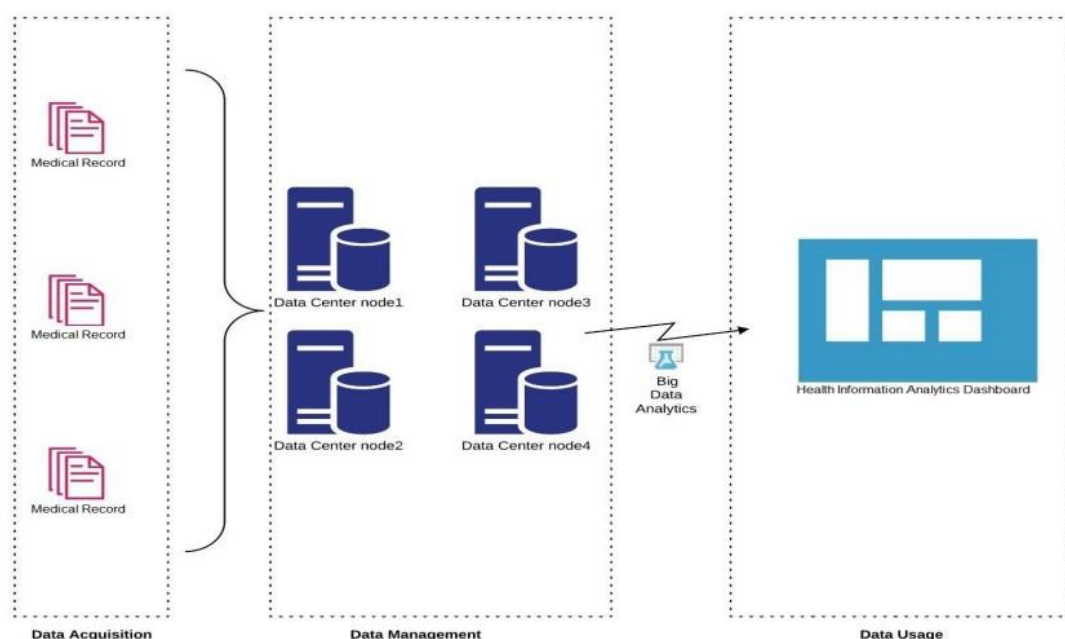 Medical Record
Medical Record
Medical Record
Data Center node1
Data Center node3
Data Center node2
Data Center node4
Big
Data
Analytics
Health Information Analytics Dashboard
Data Acquisition
Data Management
Data Usage